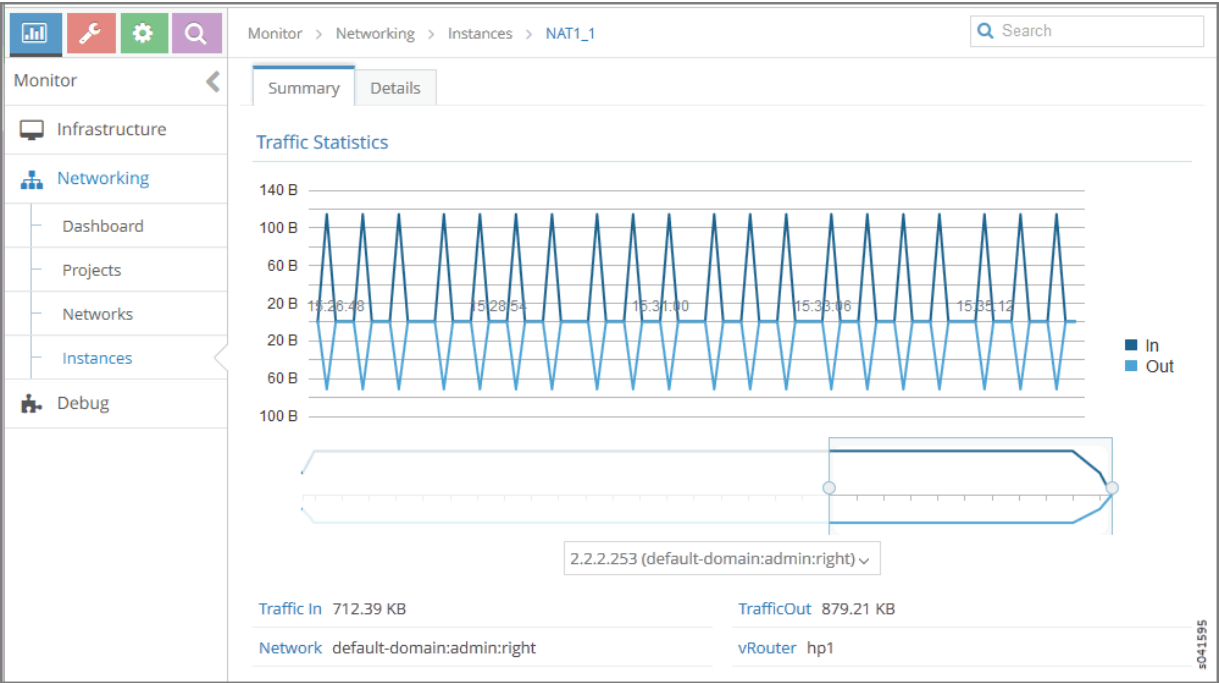 Monitor > Networking > Instances > NAT1_1
Search
Monitor
Summary Details
Infrastructure
Networking
Dashboard
Projects
Networks
Instances
Debug
Traffic Statistics
140 B
100 B
60 B
20 B
15:26:48 15:28:54 15:31:00 15:33:06 15:35:12
20 B
60 B
100 B
In
Out
2.2.2.253 (default-domain:admin:right)
Traffic In 712.39 KB
TrafficOut 879.21 KB
Network default-domain:admin:right
vRouter hp1
s041595